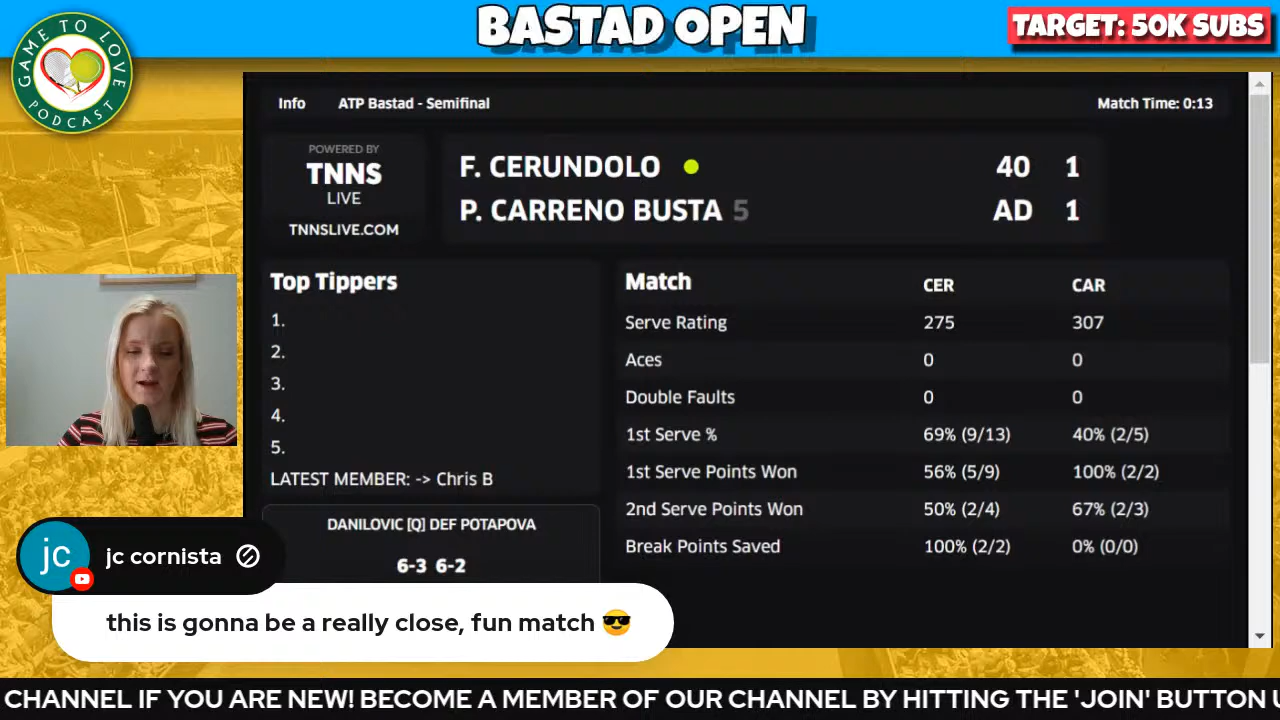 BASTAD OPEN
TARGET: 50K SUBS
GAME TO LOVE
PODCAST
Info ATP Bastad - Semifinal Match Time: 0:13
POWERED BY
TNNS
LIVE
TNNSLIVE.COM
F. CERUNDOLO 40 1
P. CARRENO BUSTA 5 AD 1
Top Tippers
1.
2.
3.
4.
5.
LATEST MEMBER: -> Chris B
DANILOVIC [Q] DEF POTAPOVA
6-3 6-2
Match CER CAR
Serve Rating 275 307
Aces 0 0
Double Faults 0 0
1st Serve % 69% (9/13) 40% (2/5)
1st Serve Points Won 56% (5/9) 100% (2/2)
2nd Serve Points Won 50% (2/4) 67% (2/3)
Break Points Saved 100% (2/2) 0% (0/0)
jc jc cornista
this is gonna be a really close, fun match 😎
CHANNEL IF YOU ARE NEW! BECOME A MEMBER OF OUR CHANNEL BY HITTING THE 'JOIN' BUTTON U